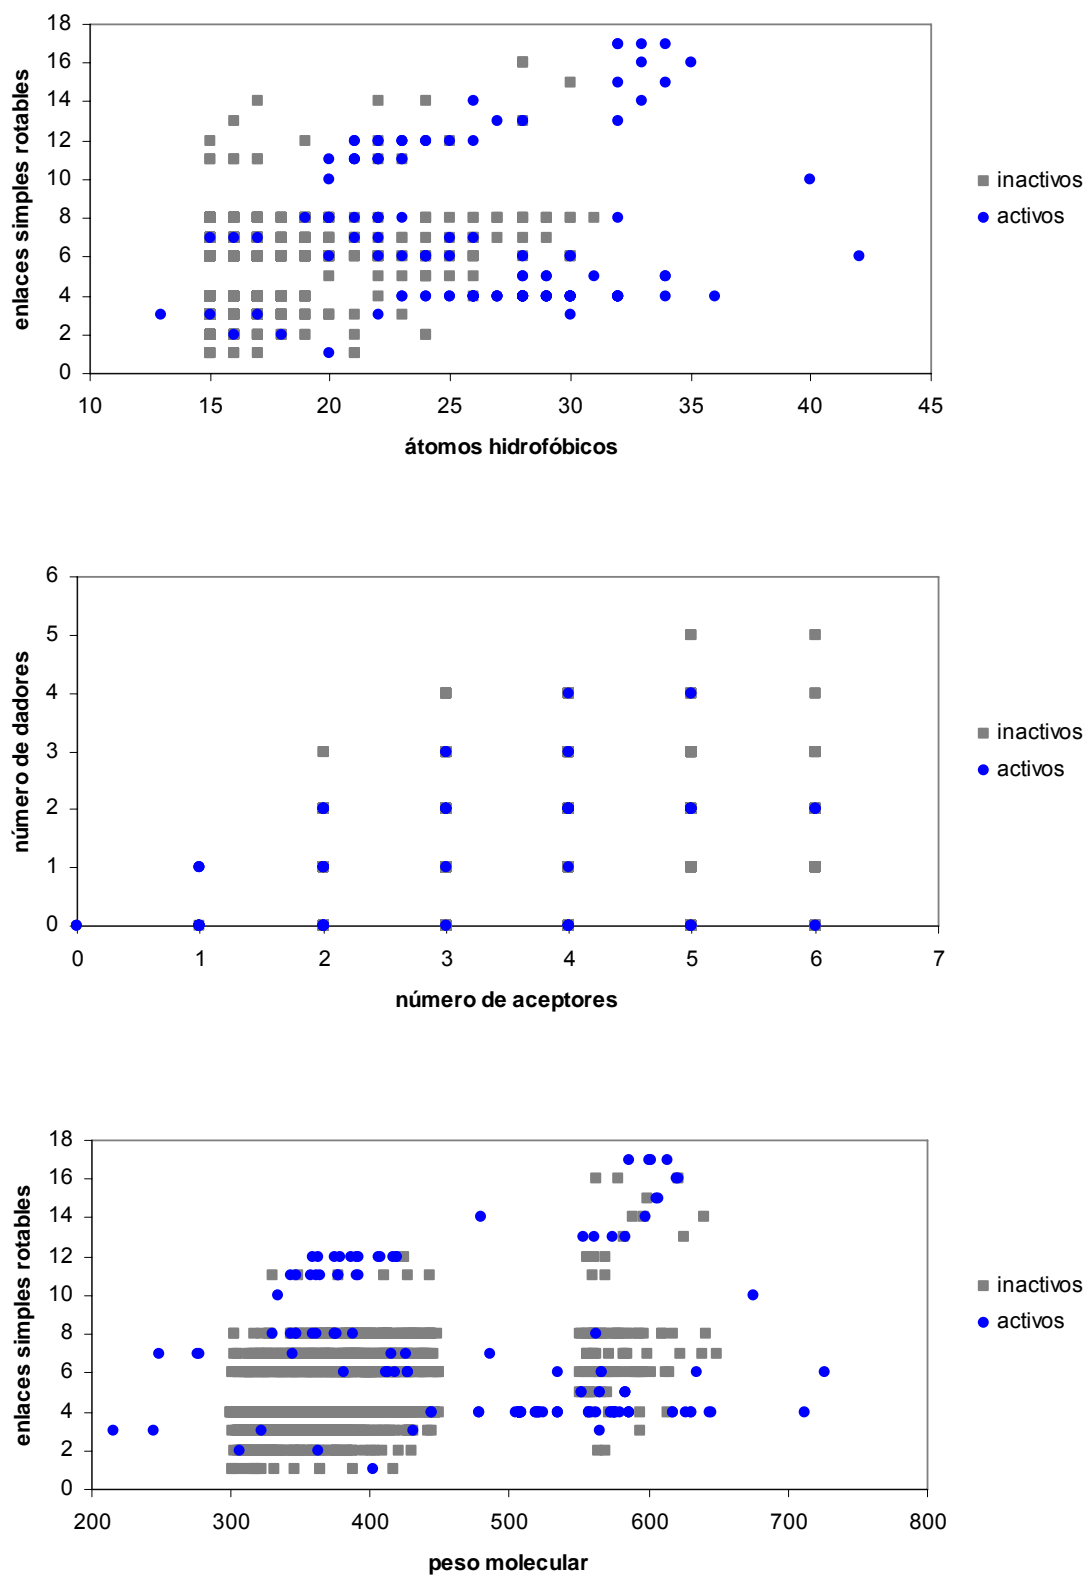 18
16
14
12
10
8
6
4
2
0
enlaces simples rotables
10 15 20 25 30 35 40 45
átomos hidrofóbicos
inactivos
activos
6
5
4
3
2
1
0
número de dadores
0 1 2 3 4 5 6 7
número de aceptores
inactivos
activos
18
16
14
12
10
8
6
4
2
0
enlaces simples rotables
200 300 400 500 600 700 800
peso molecular
inactivos
activos